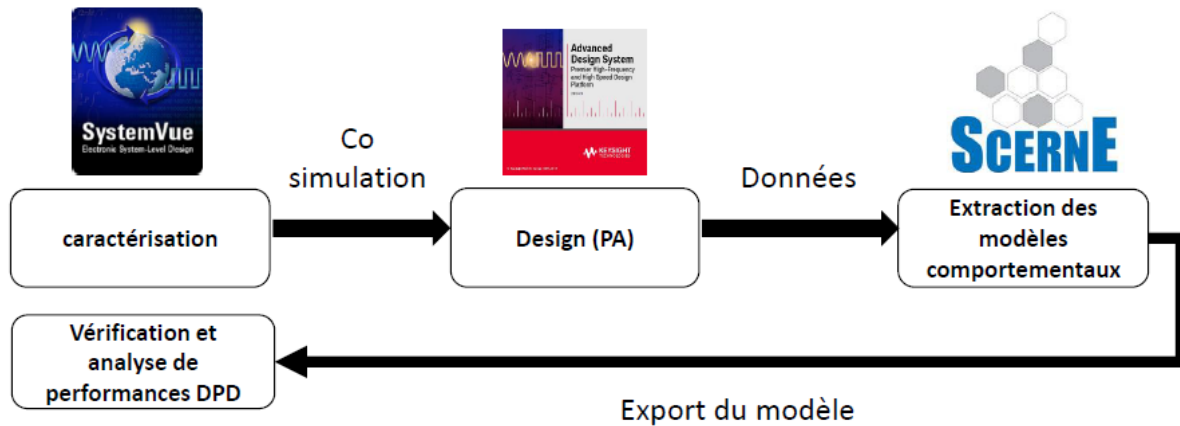 SystemVue
Electronic System-Level Design
Advanced
Design System
Premier High-Frequency
and High Speed Design
Platform
KEYSIGHT
TECHNOLOGIES
SCERNE
Co
simulation
Données
caractérisation
Design (PA)
Extraction des
modèles
comportementaux
Vérification et
analyse de
performances DPD
Export du modèle